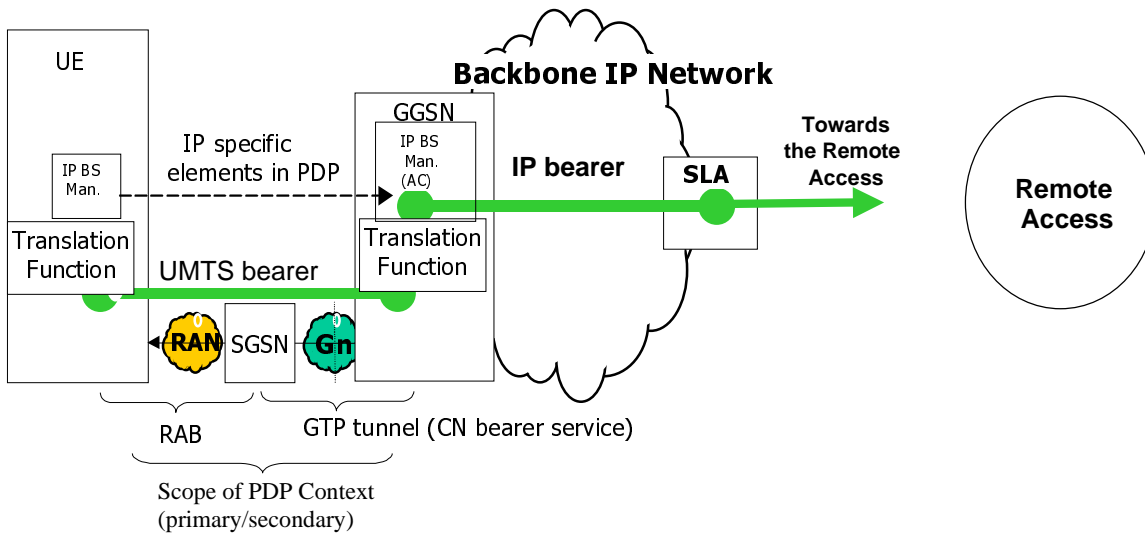 UE
Backbone IP Network
GGSN
IP specific
elements in PDP
IP BS
Man.
IP BS
Man.
(AC)
IP bearer
SLA
Towards
the Remote
Access
Remote
Access
Translation
Function
Translation
Function
UMTS bearer
0
0
RAN
SGSN
Gn
RAB
GTP tunnel (CN bearer service)
Scope of PDP Context
(primary/secondary)